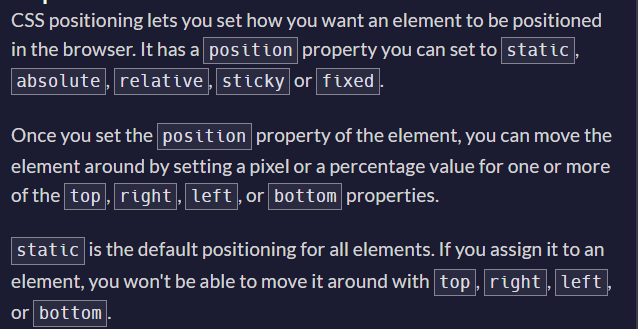 CSS positioning lets you set how you want an element to be positioned
in the browser. It has a position property you can set to static,
absolute, relative, sticky or fixed.
Once you set the position property of the element, you can move the
element around by setting a pixel or a percentage value for one or more
of the top, right, left, or bottom properties.
static is the default positioning for all elements. If you assign it to an
element, you won't be able to move it around with top, right, left,
or bottom.